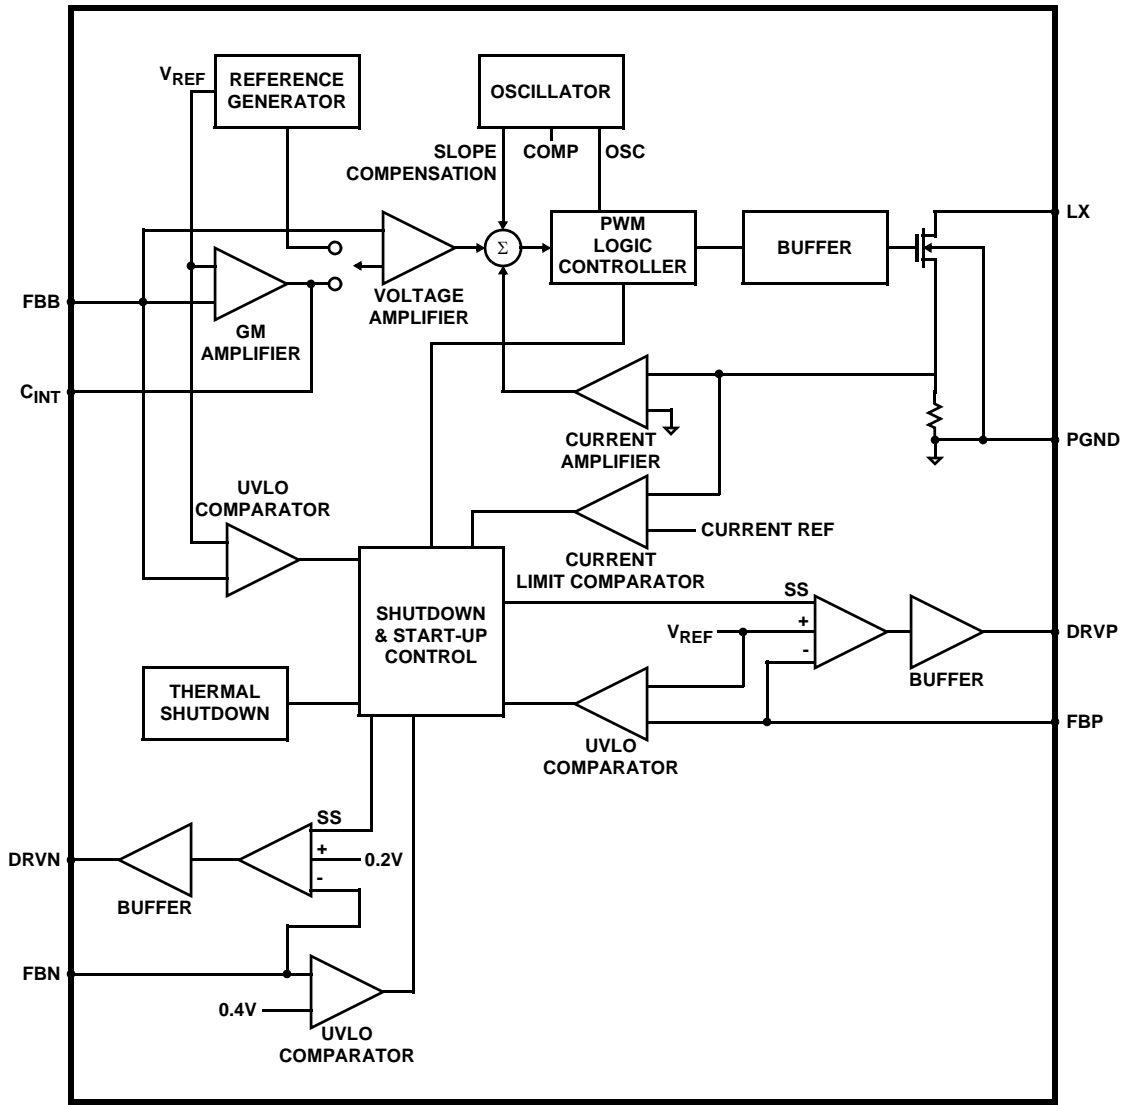 VREF
REFERENCE
GENERATOR
OSCILLATOR
SLOPE
COMPENSATION
COMP
OSC
LX
PWM
LOGIC
CONTROLLER
BUFFER
Σ
FBB
GM
AMPLIFIER
VOLTAGE
AMPLIFIER
CINT
CURRENT
AMPLIFIER
PGND
UVLO
COMPARATOR
CURRENT REF
CURRENT
LIMIT COMPARATOR
SHUTDOWN
& START-UP
CONTROL
SS
VREF
+
-
DRVP
BUFFER
THERMAL
SHUTDOWN
FBP
UVLO
COMPARATOR
SS
+
0.2V
-
DRVN
BUFFER
FBN
0.4V
UVLO
COMPARATOR